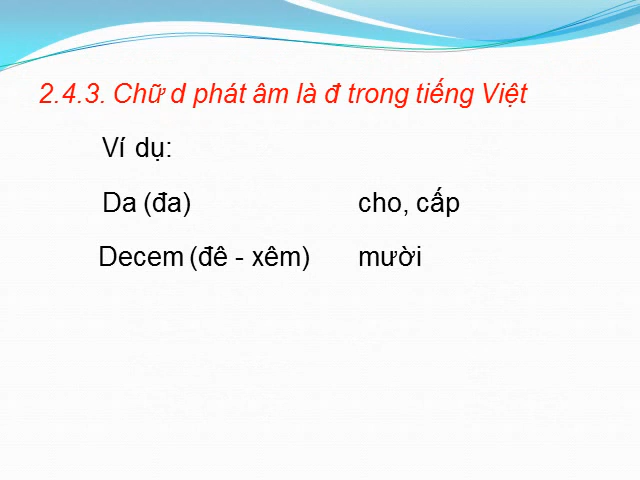 2.4.3. Chữ d phát âm là đ trong tiếng Việt
Ví dụ:
Da (đa) cho, cấp
Decem (đê - xêm) mười